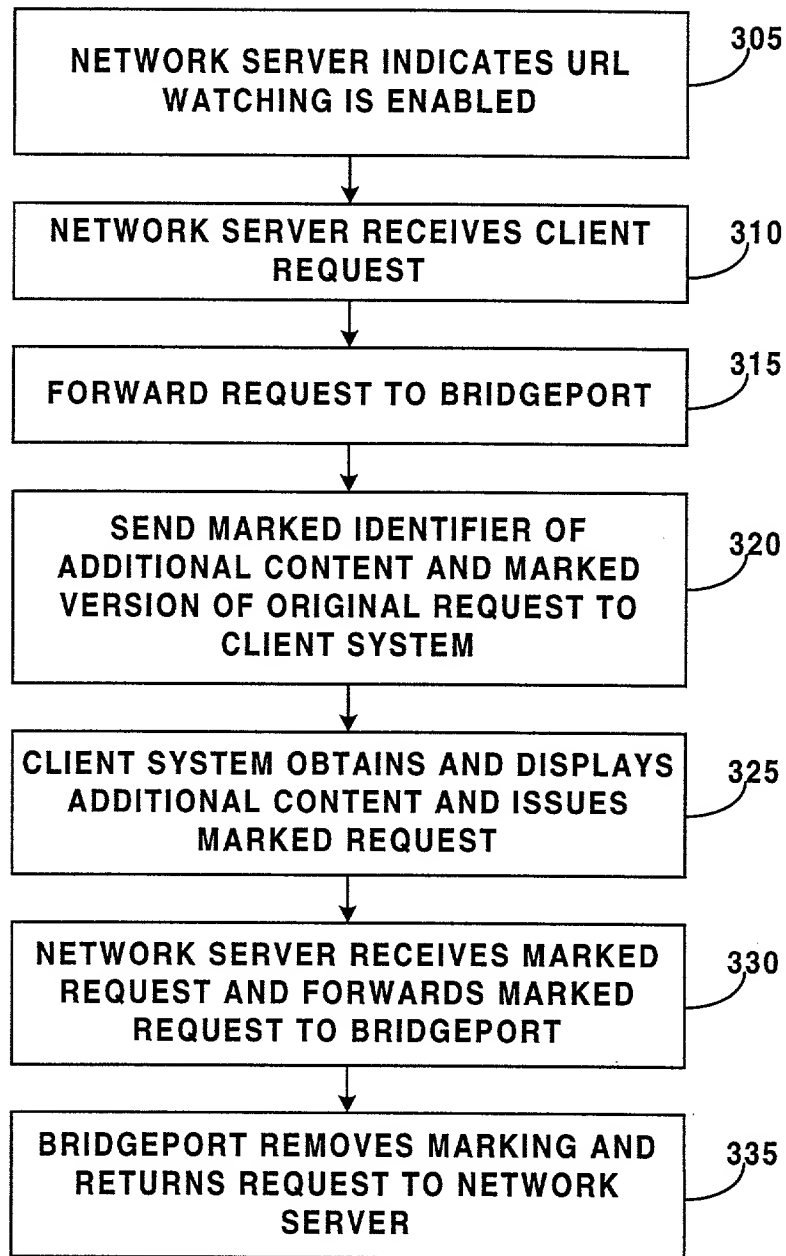 305
NETWORK SERVER INDICATES URL
WATCHING IS ENABLED
310
NETWORK SERVER RECEIVES CLIENT
REQUEST
315
FORWARD REQUEST TO BRIDGEPORT
320
SEND MARKED IDENTIFIER OF
ADDITIONAL CONTENT AND MARKED
VERSION OF ORIGINAL REQUEST TO
CLIENT SYSTEM
325
CLIENT SYSTEM OBTAINS AND DISPLAYS
ADDITIONAL CONTENT AND ISSUES
MARKED REQUEST
330
NETWORK SERVER RECEIVES MARKED
REQUEST AND FORWARDS MARKED
REQUEST TO BRIDGEPORT
335
BRIDGEPORT REMOVES MARKING AND
RETURNS REQUEST TO NETWORK
SERVER